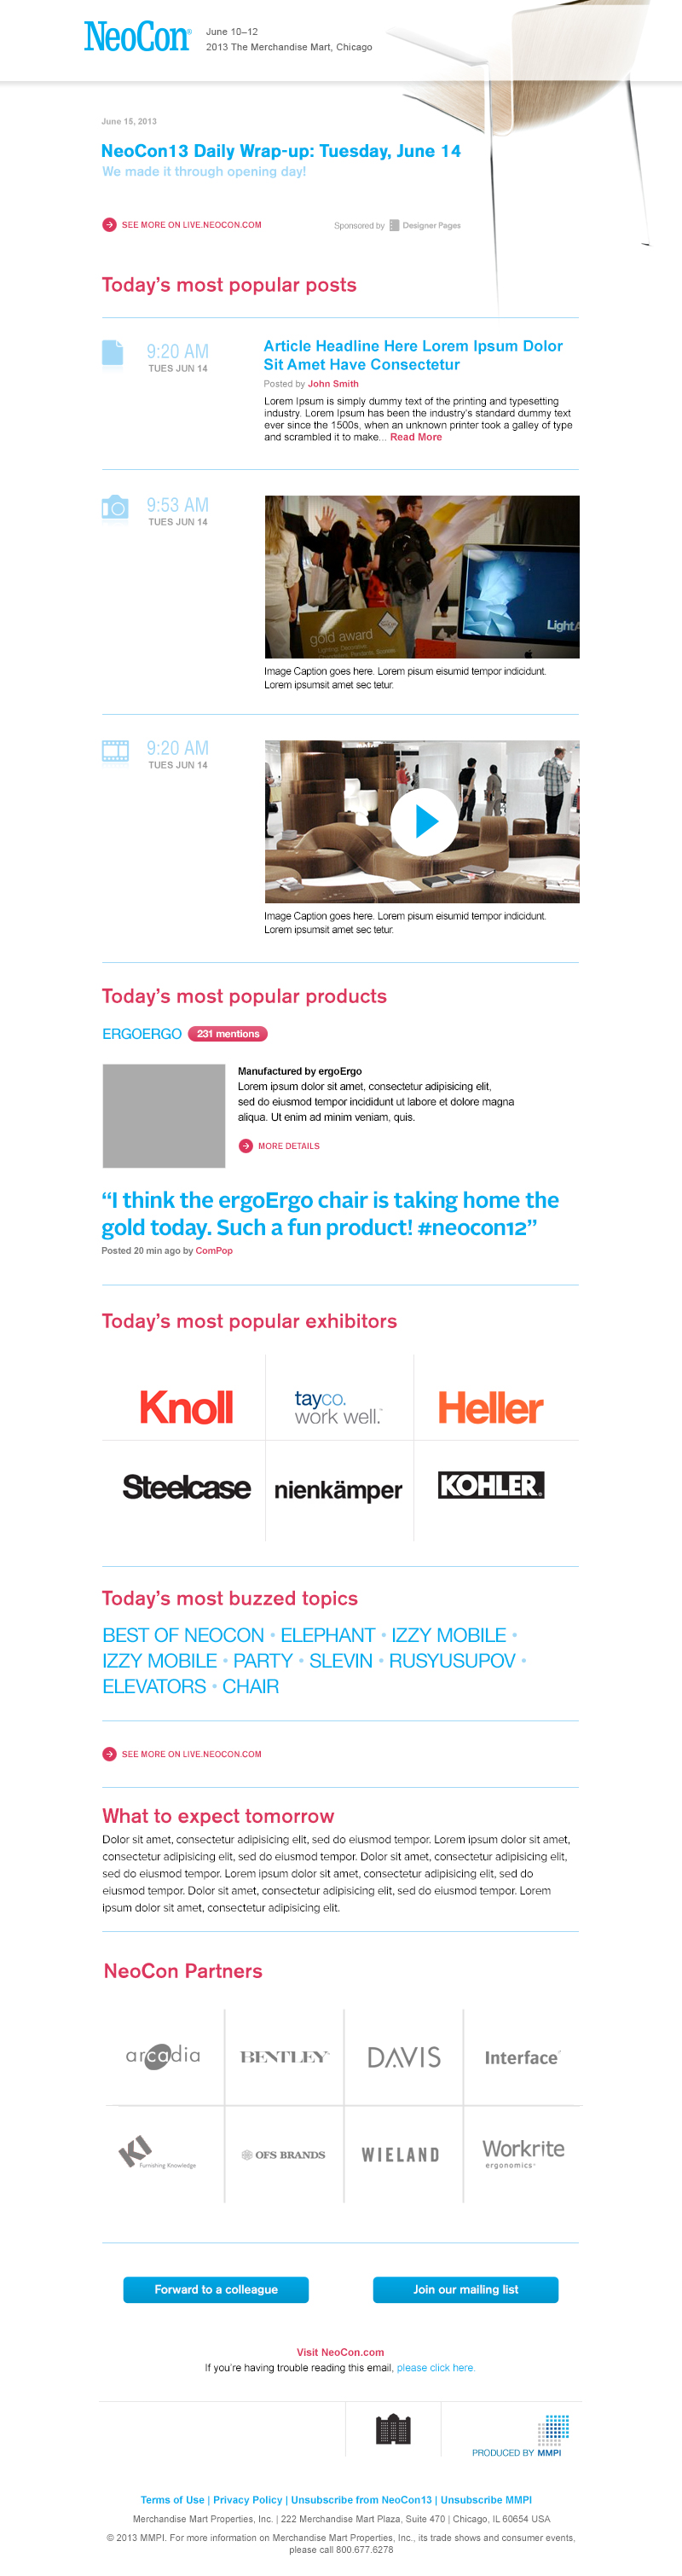 NeoCon®
June 10–12
2013 The Merchandise Mart, Chicago
June 15, 2013
NeoCon13 Daily Wrap-up: Tuesday, June 14
We made it through opening day!
SEE MORE ON LIVE.NEOCON.COM
Sponsored by Designer Pages
Today’s most popular posts
9:20 AM
TUES JUN 14
Article Headline Here Lorem Ipsum Dolor
Sit Amet Have Consectetur
Posted by John Smith
Lorem Ipsum is simply dummy text of the printing and typesetting
industry. Lorem Ipsum has been the industry’s standard dummy text
ever since the 1500s, when an unknown printer took a galley of type
and scrambled it to make... Read More
9:53 AM
TUES JUN 14
gold award
LightA
Image Caption goes here. Lorem pisum eisumid tempor indicidunt.
Lorem ipsumsit amet sec tetur.
9:20 AM
TUES JUN 14
Image Caption goes here. Lorem pisum eisumid tempor indicidunt.
Lorem ipsumsit amet sec tetur.
Today’s most popular products
ERGOERGO 231 mentions
Manufactured by ergoErgo
Lorem ipsum dolor sit amet, consectetur adipisicing elit,
sed do eiusmod tempor incididunt ut labore et dolore magna
aliqua. Ut enim ad minim veniam, quis.
MORE DETAILS
“I think the ergoErgo chair is taking home the
gold today. Such a fun product! #neocon12”
Posted 20 min ago by ComPop
Today’s most popular exhibitors
Knoll
tayco.
work well.™
Heller
Steelcase
nienkämper
KOHLER.
Today’s most buzzed topics
BEST OF NEOCON • ELEPHANT • IZZY MOBILE •
IZZY MOBILE • PARTY • SLEVIN • RUSYUSUPOV •
ELEVATORS • CHAIR
SEE MORE ON LIVE.NEOCON.COM
What to expect tomorrow
Dolor sit amet, consectetur adipisicing elit, sed do eiusmod tempor. Lorem ipsum dolor sit amet,
consectetur adipisicing elit, sed do eiusmod tempor. Dolor sit amet, consectetur adipisicing elit,
sed do eiusmod tempor. Lorem ipsum dolor sit amet, consectetur adipisicing elit, sed do
eiusmod tempor. Dolor sit amet, consectetur adipisicing elit, sed do eiusmod tempor. Lorem
ipsum dolor sit amet, consectetur adipisicing elit.
NeoCon Partners
arcadia
BENTLEY
DAVIS
Interface
KI
Furnishing Knowledge
OFS BRANDS
WIELAND
Workrite
ergonomics
Forward to a colleague
Join our mailing list
Visit NeoCon.com
If you’re having trouble reading this email, please click here.
PRODUCED BY MMPI
Terms of Use | Privacy Policy | Unsubscribe from NeoCon13 | Unsubscribe MMPI
Merchandise Mart Properties, Inc. | 222 Merchandise Mart Plaza, Suite 470 | Chicago, IL 60654 USA
© 2013 MMPI. For more information on Merchandise Mart Properties, Inc., its trade shows and consumer events,
please call 800.677.6278